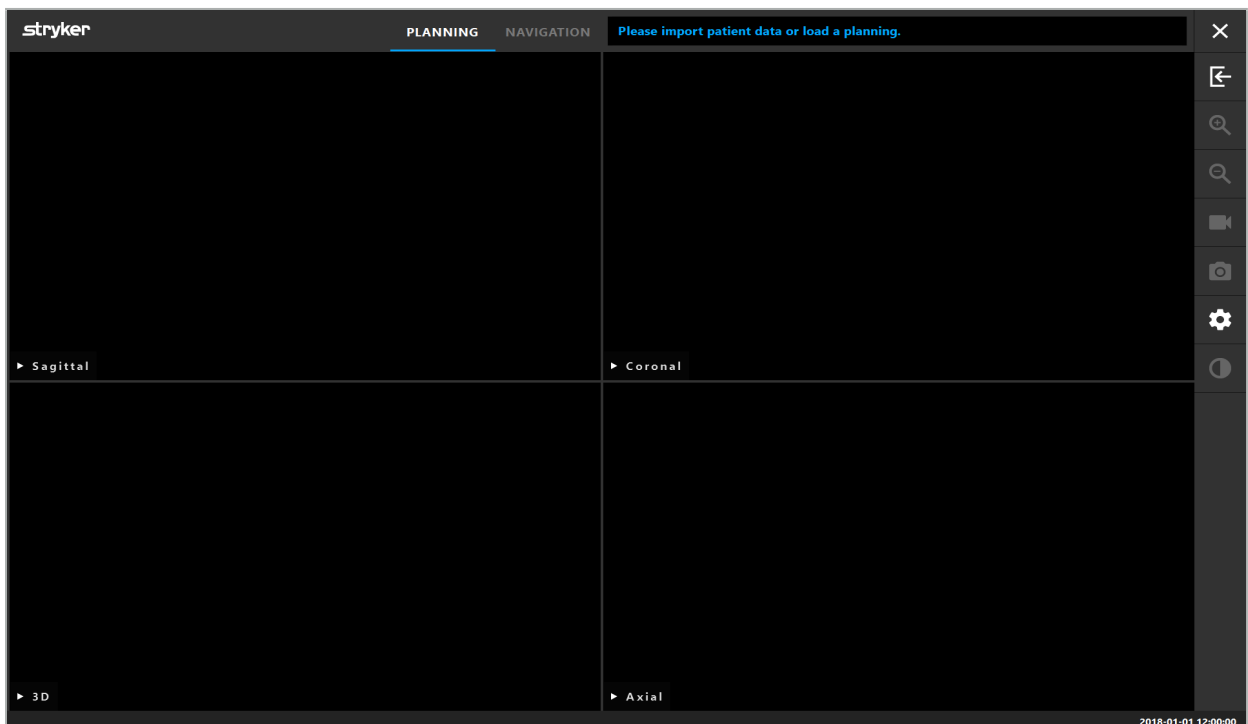 stryker
PLANNING NAVIGATION Please import patient data or load a planning.
Sagittal
Coronal
3D
Axial
2018-01-01 12:00:00